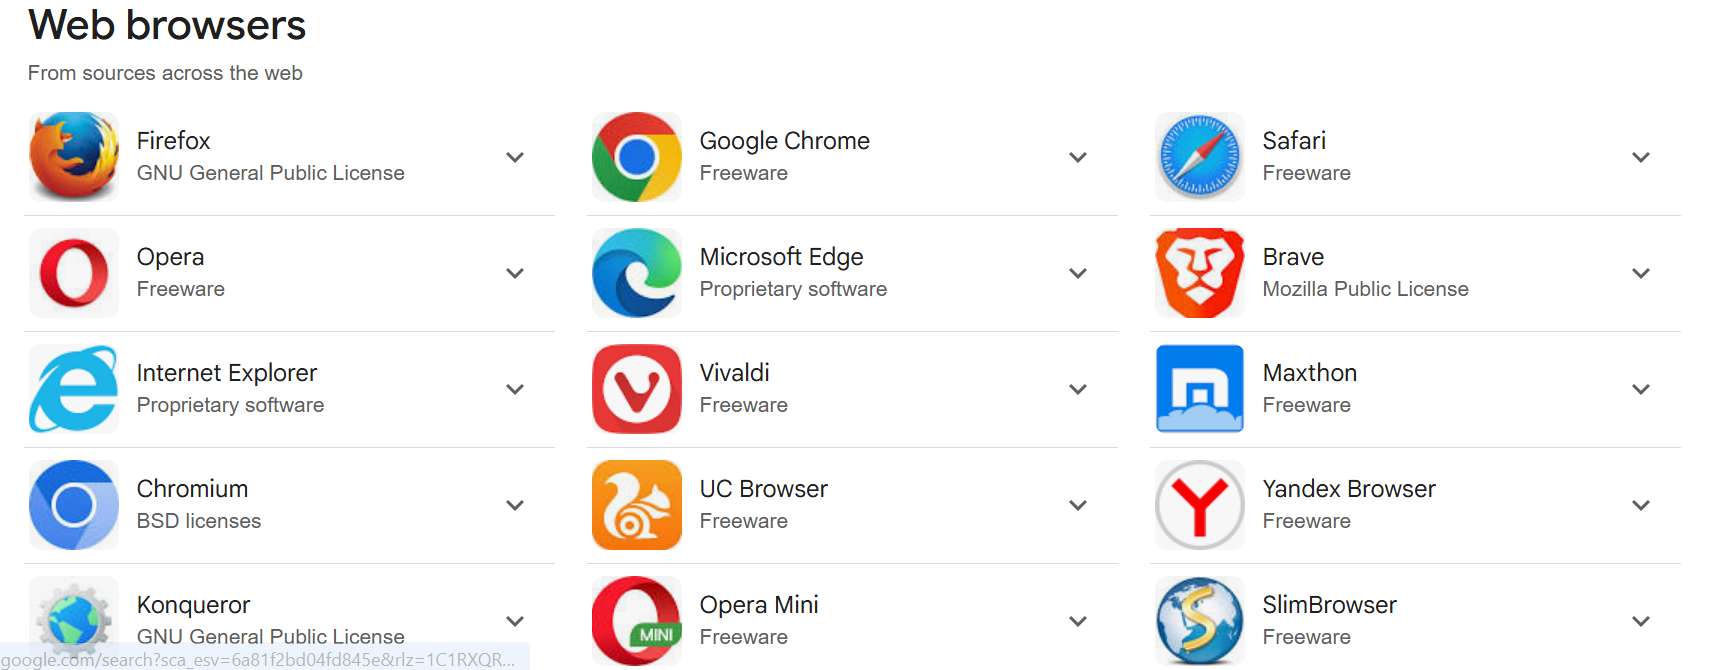 Web browsers
From sources across the web
Firefox
GNU General Public License
Google Chrome
Freeware
Safari
Freeware
Opera
Freeware
Microsoft Edge
Proprietary software
Brave
Mozilla Public License
Internet Explorer
Proprietary software
Vivaldi
Freeware
Maxthon
Freeware
Chromium
BSD licenses
UC Browser
Freeware
Yandex Browser
Freeware
Konqueror
GNU General Public License
Opera Mini
Freeware
MINI
SlimBrowser
Freeware
google.com/search?sca_esv=6a81f2bd04fd845e&rlz=1C1RXQR...